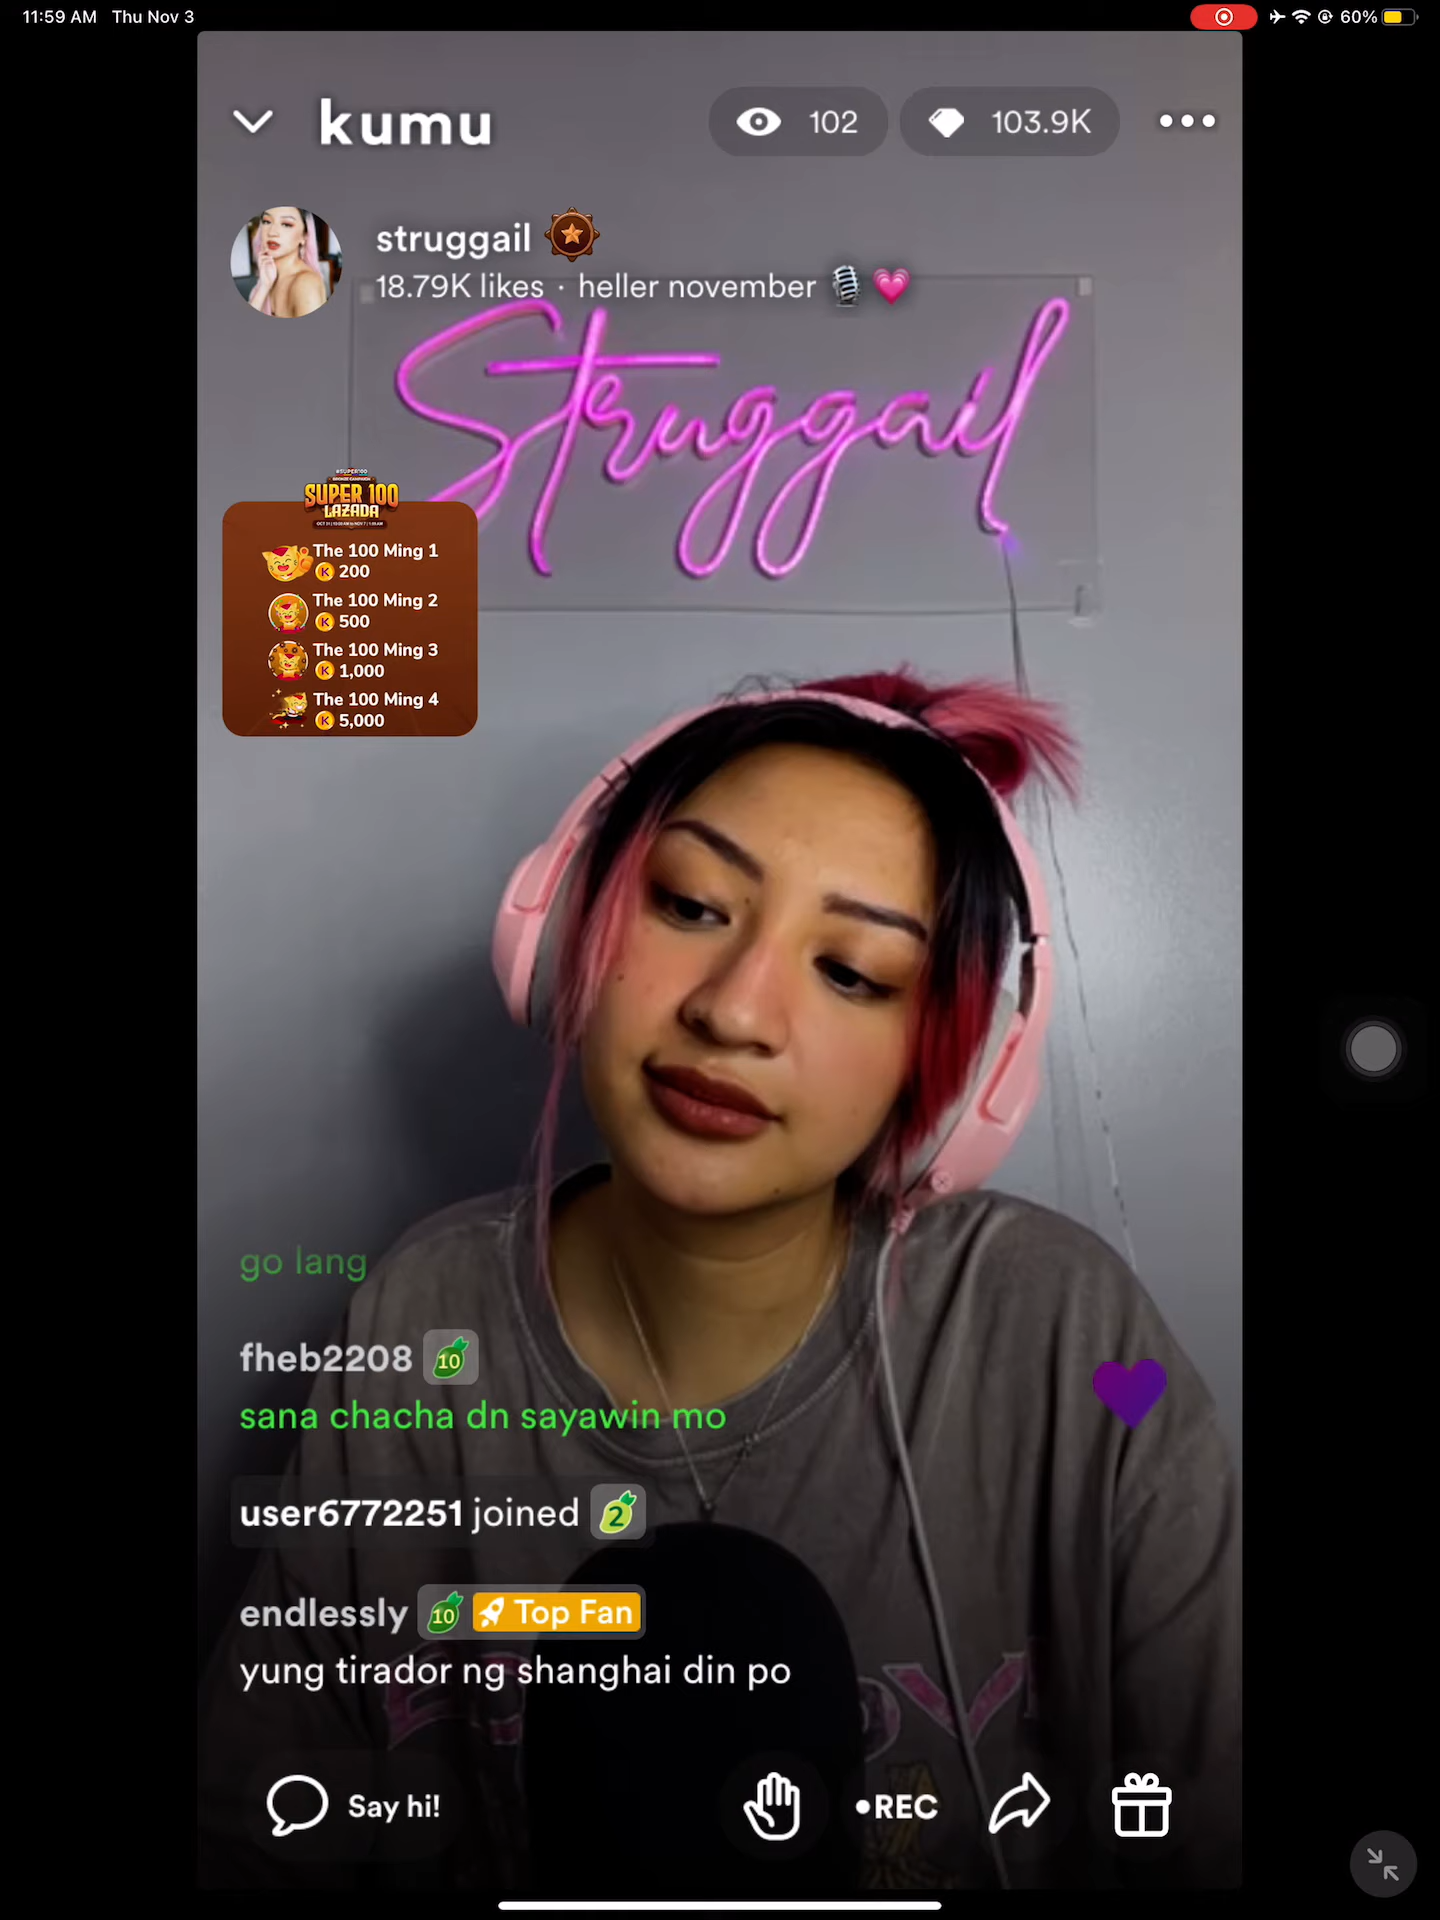 11:59 AM Thu Nov 3
60%
kumu
102
103.9K
struggail
18.79K likes · heller november 🎙️💗
Struggail
#SUPER100
BRONZE CAMPAIGN
SUPER 100
LAZADA
The 100 Ming 1
K 200
The 100 Ming 2
K 500
The 100 Ming 3
K 1,000
The 100 Ming 4
K 5,000
go lang
fheb2208 10
sana chacha dn sayawin mo
user6772251 joined 2
endlessly 10 Top Fan
yung tirador ng shanghai din po
Say hi!
•REC